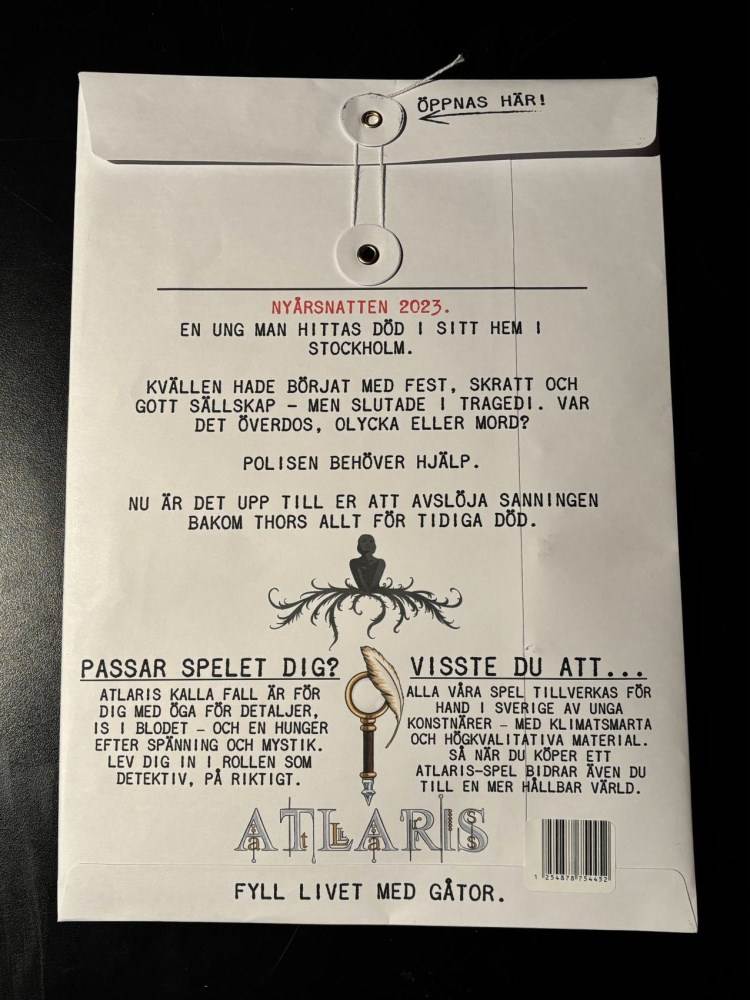 ÖPPNAS HÄR!
NYÅRSNATTEN 2023.
EN UNG MAN HITTAS DÖD I SITT HEM I
STOCKHOLM.
KVÄLLEN HADE BÖRJAT MED FEST, SKRATT OCH
GOTT SÄLLSKAP – MEN SLUTADE I TRAGEDI. VAR
DET ÖVERDOS, OLYCKA ELLER MORD?
POLISEN BEHÖVER HJÄLP.
NU ÄR DET UPP TILL ER ATT AVSLÖJA SANNINGEN
BAKOM THORS ALLT FÖR TIDIGA DÖD.
PASSAR SPELET DIG?
ATLARIS KALLA FALL ÄR FÖR
DIG MED ÖGA FÖR DETALJER,
IS I BLODET – OCH EN HUNGER
EFTER SPÄNNING OCH MYSTIK.
LEV DIG IN I ROLLEN SOM
DETEKTIV, PÅ RIKTIGT.
VISSTE DU ATT...
ALLA VÅRA SPEL TILLVERKAS FÖR
HAND I SVERIGE AV UNGA
KONSTNÄRER – MED KLIMATSMARTA
OCH HÖGKVALITATIVA MATERIAL.
SÅ NÄR DU KÖPER ETT
ATLARIS-SPEL BIDRAR ÄVEN DU
TILL EN MER HÅLLBAR VÄRLD.
ATLARIS
1 254878 754452
FYLL LIVET MED GÅTOR.